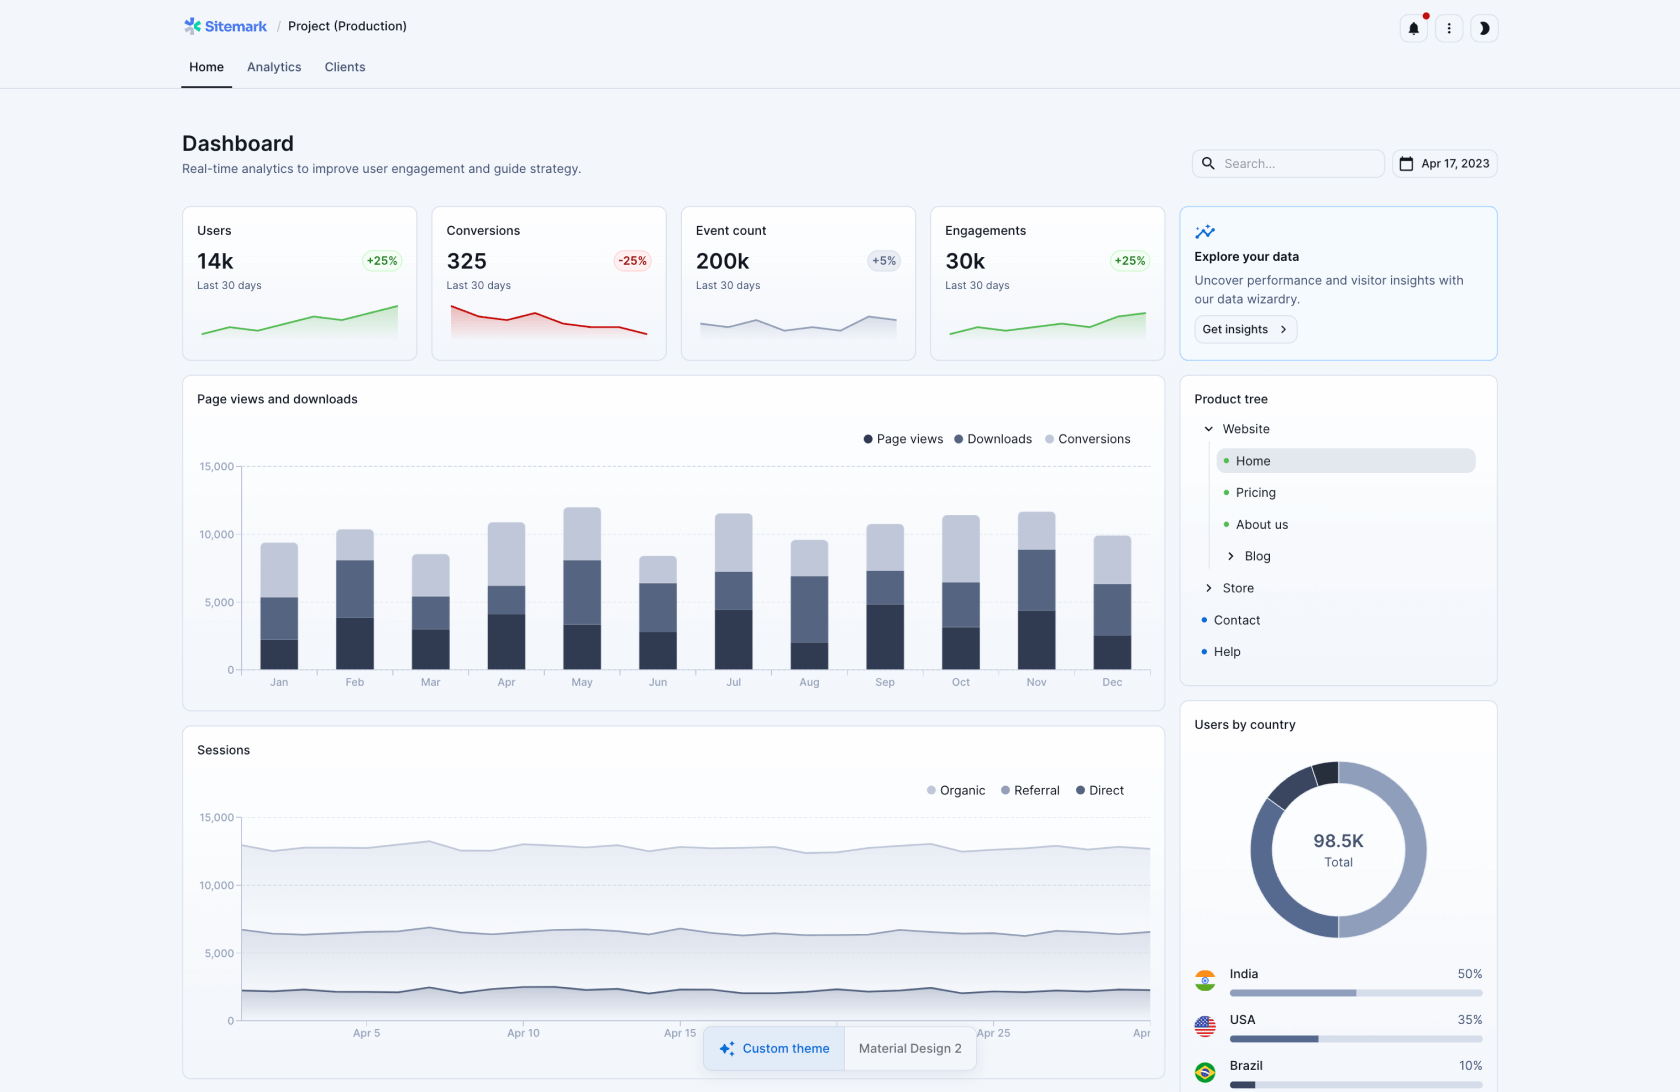 Sitemark / Project (Production)
Home Analytics Clients
Dashboard
Real-time analytics to improve user engagement and guide strategy.
Search...
Apr 17, 2023
Users
14k
+25%
Last 30 days
Conversions
325
-25%
Last 30 days
Event count
200k
+5%
Last 30 days
Engagements
30k
+25%
Last 30 days
Explore your data
Uncover performance and visitor insights with
our data wizardry.
Get insights
Page views and downloads
Page views Downloads Conversions
15,000
10,000
5,000
0
Jan Feb Mar Apr May Jun Jul Aug Sep Oct Nov Dec
Product tree
Website
Home
Pricing
About us
Blog
Store
Contact
Help
Sessions
Organic Referral Direct
15,000
10,000
5,000
0
Apr 5 Apr 10 Apr 15 Apr 25 Apr
Users by country
98.5K
Total
India 50%
USA 35%
Brazil 10%
Custom theme
Material Design 2